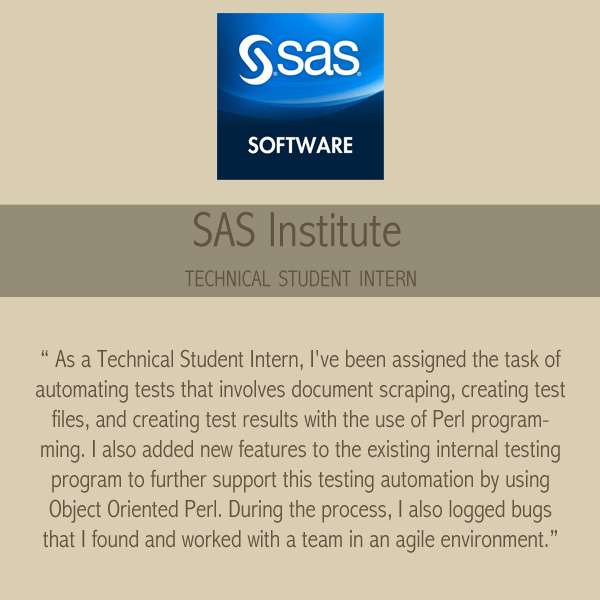 sas
SOFTWARE
SAS Institute
TECHNICAL STUDENT INTERN
“ As a Technical Student Intern, I've been assigned the task of
automating tests that involves document scraping, creating test
files, and creating test results with the use of Perl program-
ming. I also added new features to the existing internal testing
program to further support this testing automation by using
Object Oriented Perl. During the process, I also logged bugs
that I found and worked with a team in an agile environment.”